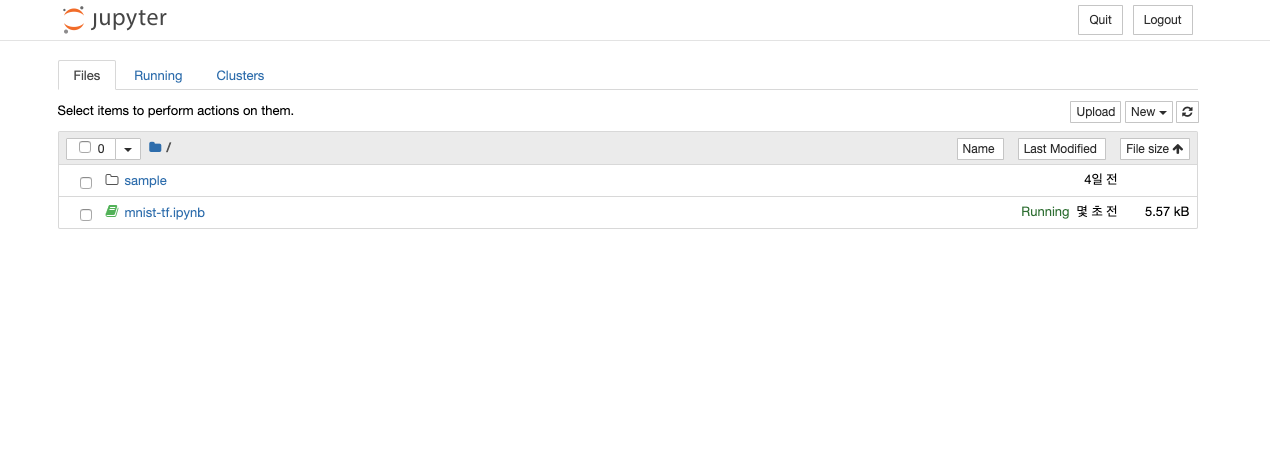 jupyter Quit Logout
Files Running Clusters
Select items to perform actions on them. Upload New
0 / Name Last Modified File size
sample 4일 전
mnist-tf.ipynb Running 몇 초 전 5.57 kB